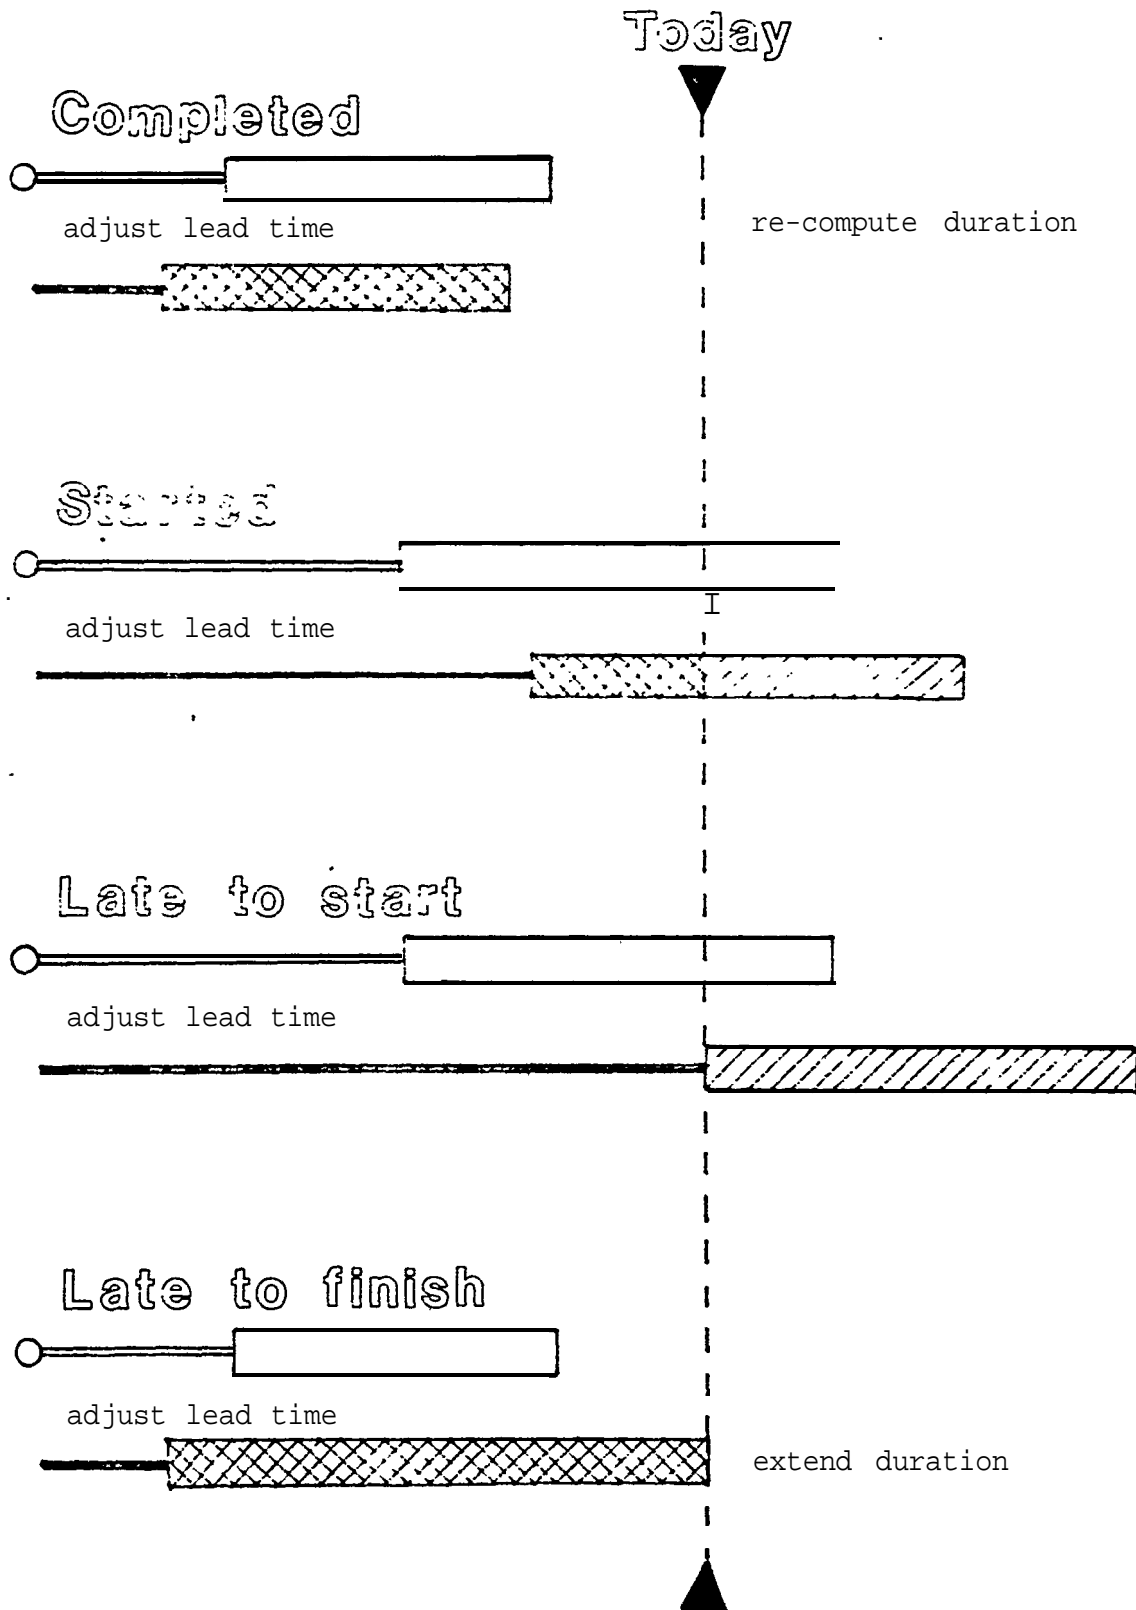 Today
Completed
adjust lead time
re-compute duration
Started
I
adjust lead time
Late to start
adjust lead time
Late to finish
adjust lead time
extend duration